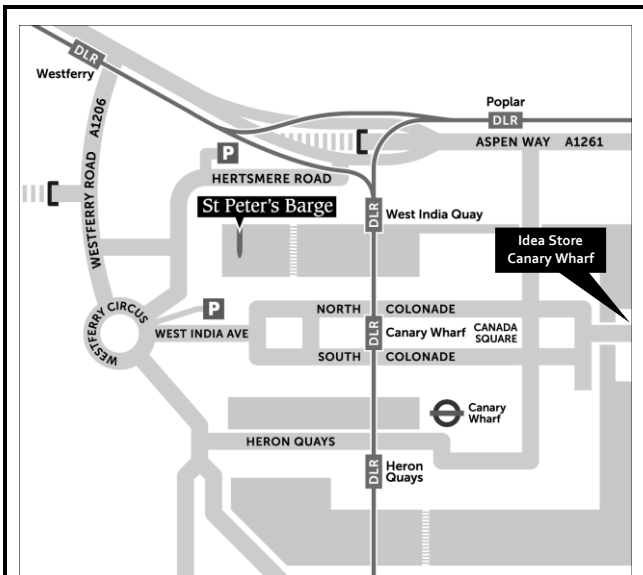 DLR
Westferry
WESTFERRY ROAD A1206
Poplar
DLR
ASPEN WAY A1261
P
HERTSMERE ROAD
St Peter's Barge
DLR
West India Quay
Idea Store
Canary Wharf
WESTFERRY CIRCUS
P
WEST INDIA AVE
NORTH COLONADE
DLR
Canary Wharf
CANADA
SQUARE
SOUTH COLONADE
Canary
Wharf
HERON QUAYS
DLR
Heron
Quays